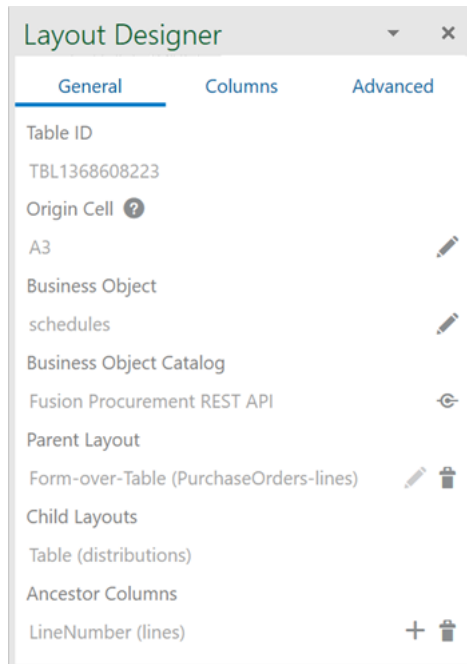 Layout Designer
General Columns Advanced
Table ID
TBL1368608223
Origin Cell ?
A3
Business Object
schedules
Business Object Catalog
Fusion Procurement REST API
Parent Layout
Form-over-Table (PurchaseOrders-lines)
Child Layouts
Table (distributions)
Ancestor Columns
LineNumber (lines)